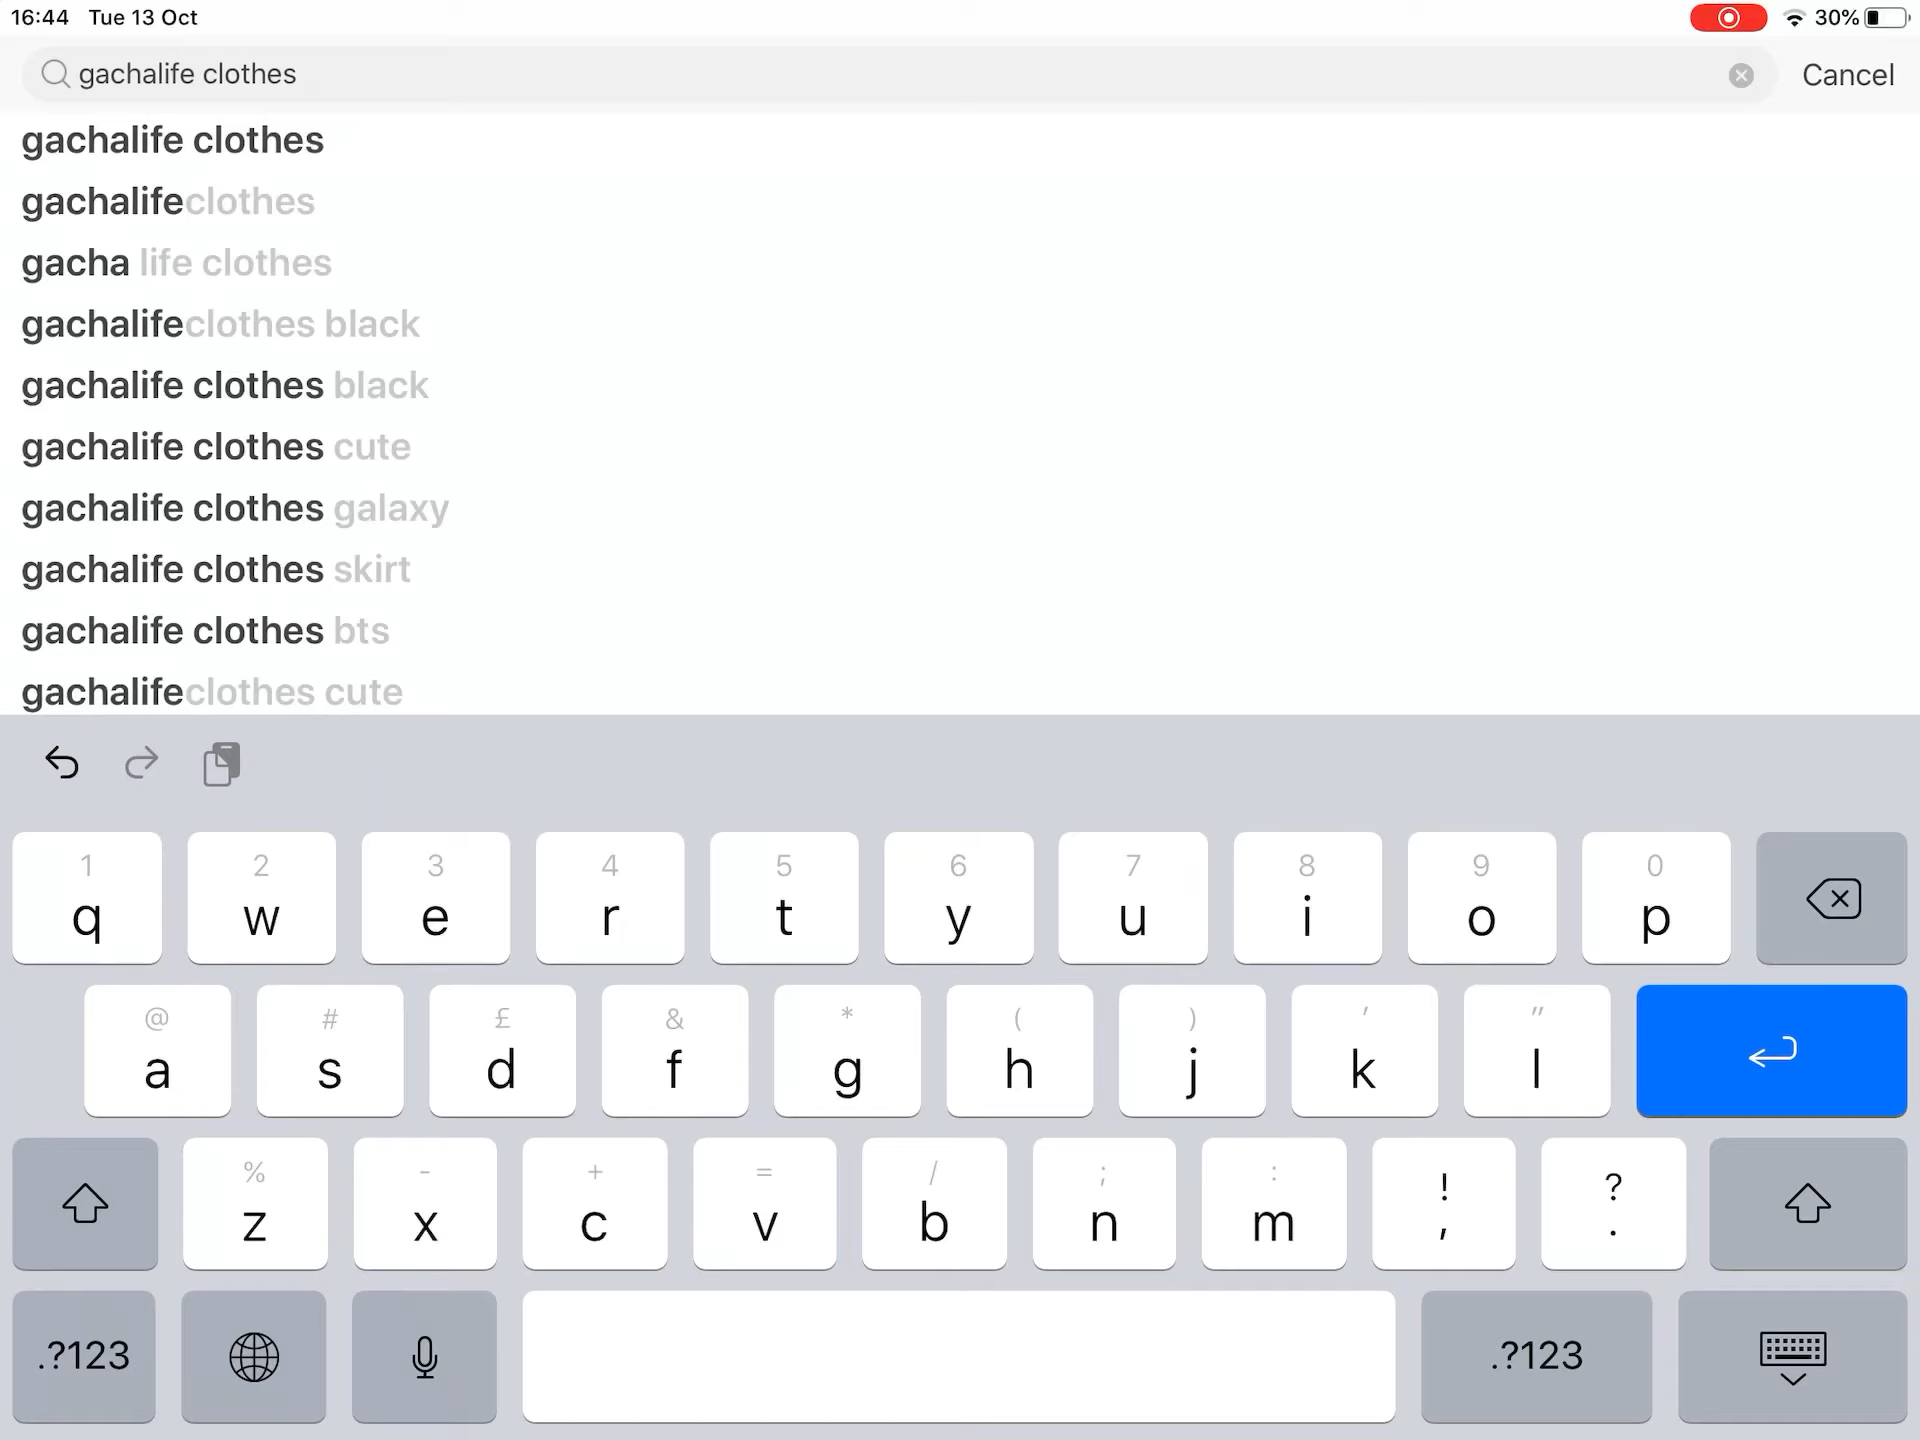 16:44 Tue 13 Oct 30%
gachalife clothes Cancel
gachalife clothes
gachalifeclothes
gacha life clothes
gachalifeclothes black
gachalife clothes black
gachalife clothes cute
gachalife clothes galaxy
gachalife clothes skirt
gachalife clothes bts
gachalifeclothes cute
1 2 3 4 5 6 7 8 9 0
q w e r t y u i o p
@ # £ & * ( ) ' "
a s d f g h j k l
% - + = / ; : ! ?
z x c v b n m , .
.?123 .?123